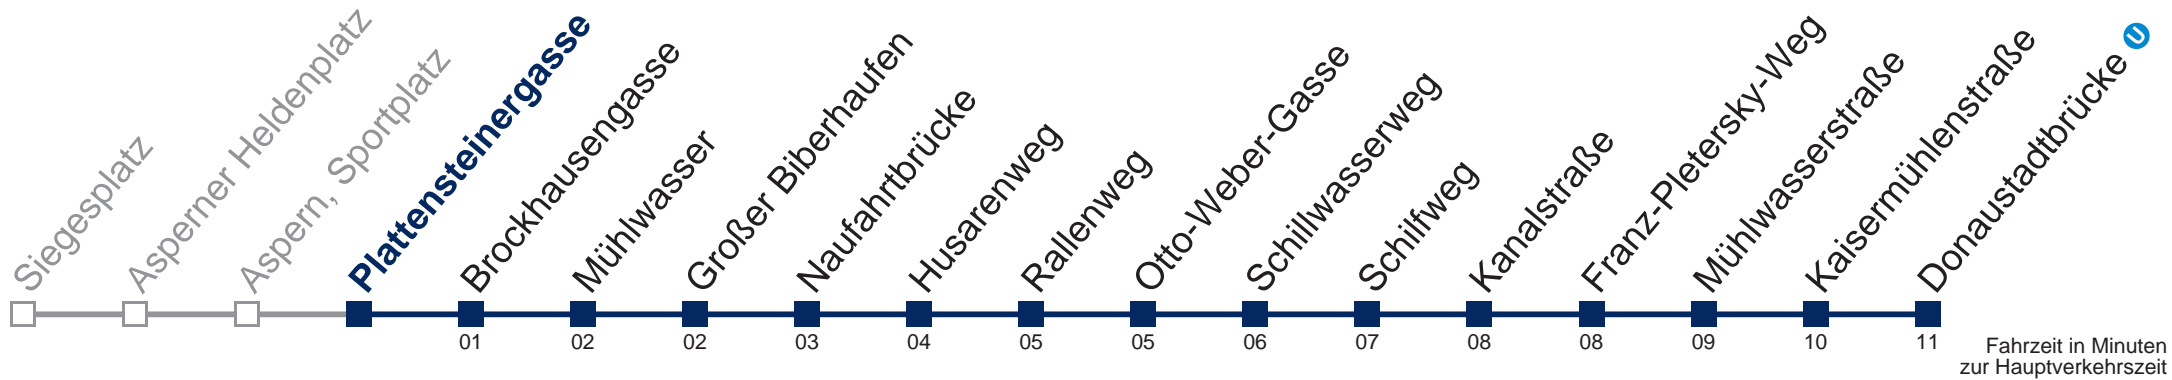 Siegesplatz
Asperner Heldenplatz
Aspern, Sportplatz
Plattensteinergasse
Brockhausengasse
Mühlwasser
Großer Biberhaufen
Naufahrtbrücke
Husarenweg
Rallenweg
Otto-Weber-Gasse
Schillwasserweg
Schilfweg
Kanalstraße
Franz-Pletersky-Weg
Mühlwasserstraße
Kaisermühlenstraße
Donaustadtbrücke U
01 02 02 03 04 05 05 06 07 08 08 09 10 11
Fahrzeit in Minuten
zur Hauptverkehrszeit